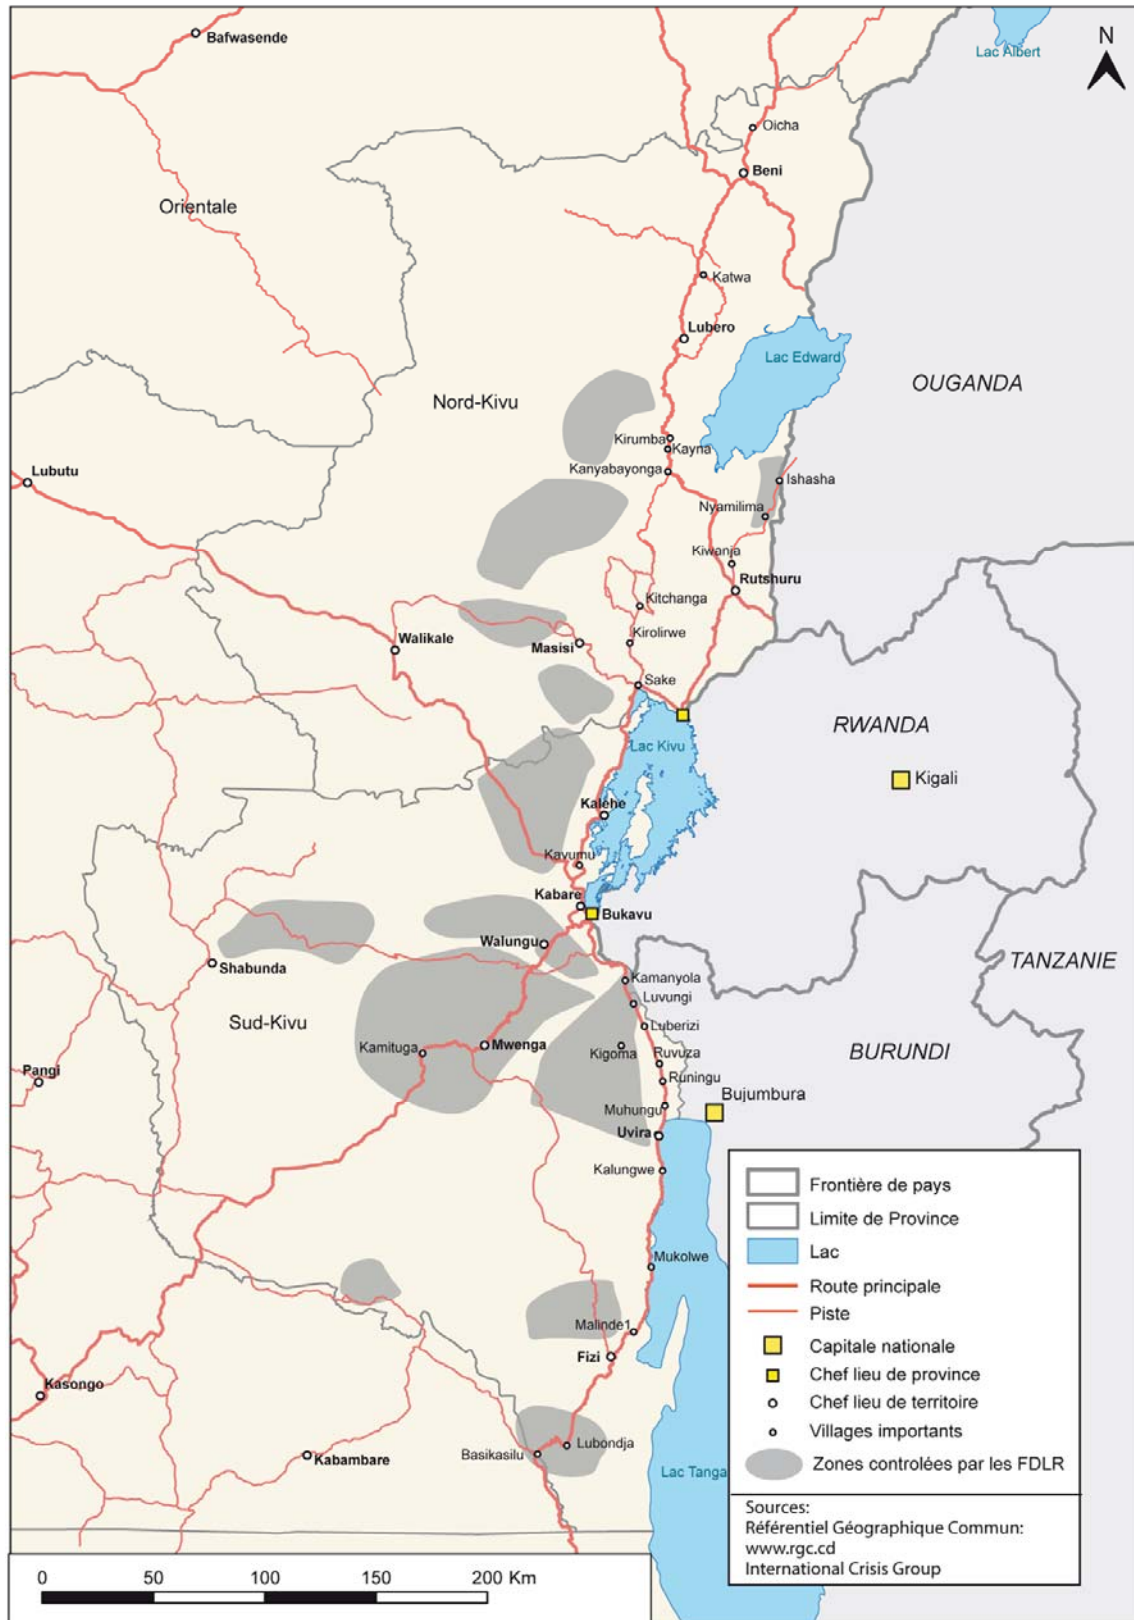 Bafwasende
Lac Albert
N
Oicha
Beni
Orientale
Katwa
Lubero
Lac Edward
OUGANDA
Nord-Kivu
Kirumba
Kayna
Lubutu
Kanyabayonga
Ishasha
Nyamilima
Kiwanja
Rutshuru
Kitchanga
Walikale
Masisi
Kirolirwe
Sake
RWANDA
Lac Kivu
Kigali
Kalehe
Kavumu
Kabare
Bukavu
Walungu
Shabunda
TANZANIE
Kamanyola
Luvungi
Sud-Kivu
Luberizi
Kamituga
Mwenga
Kigoma
BURUNDI
Ruvuza
Pangi
Runingu
Bujumbura
Muhungu
Uvira
Kalungwe
Mukolwe
Malinde1
Fizi
Kasongo
Lubondja
Basikasilu
Kabambare
Lac Tanga
Frontière de pays
Limite de Province
Lac
Route principale
Piste
Capitale nationale
Chef lieu de province
Chef lieu de territoire
Villages importants
Zones controlées par les FDLR
Sources:
Référentiel Géographique Commun:
www.rgc.cd
International Crisis Group
0 50 100 150 200 Km